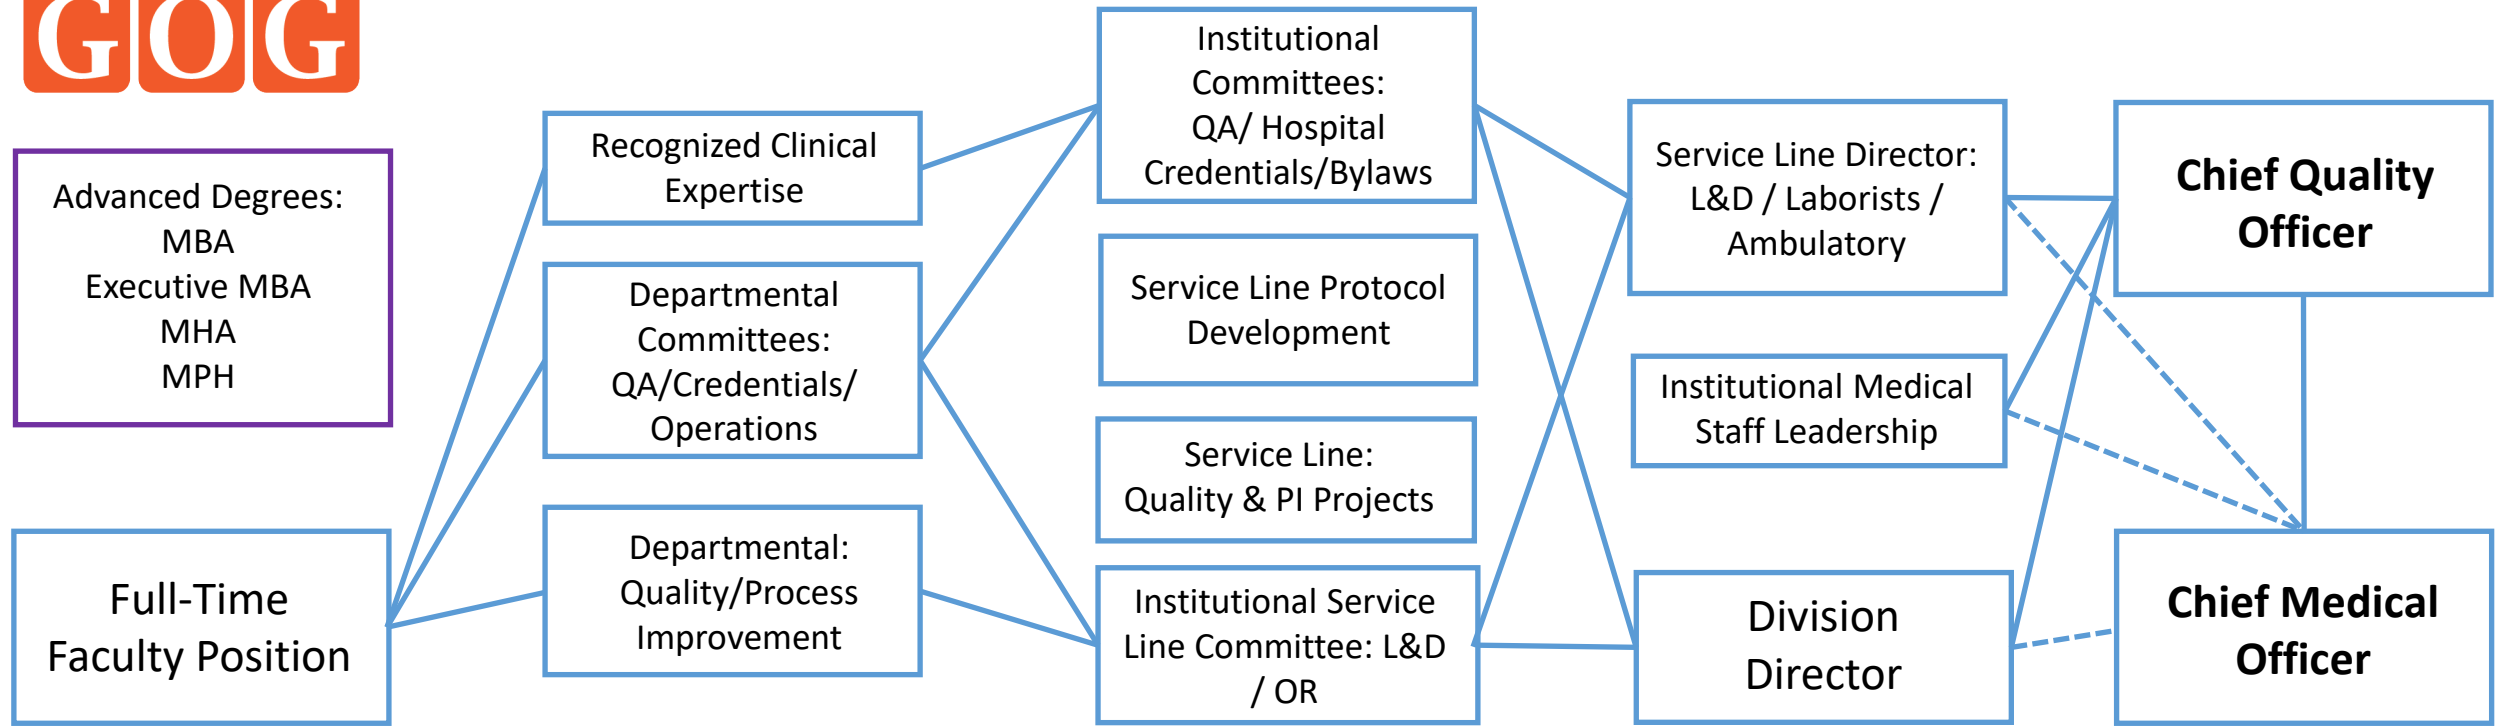 GOG
Advanced Degrees:
MBA
Executive MBA
MHA
MPH
Full-Time
Faculty Position
Recognized Clinical
Expertise
Departmental
Committees:
QA/Credentials/
Operations
Departmental:
Quality/Process
Improvement
Institutional
Committees:
QA/ Hospital
Credentials/Bylaws
Service Line Protocol
Development
Service Line:
Quality & PI Projects
Institutional Service
Line Committee: L&D
/ OR
Service Line Director:
L&D / Laborists /
Ambulatory
Institutional Medical
Staff Leadership
Division
Director
Chief Quality
Officer
Chief Medical
Officer